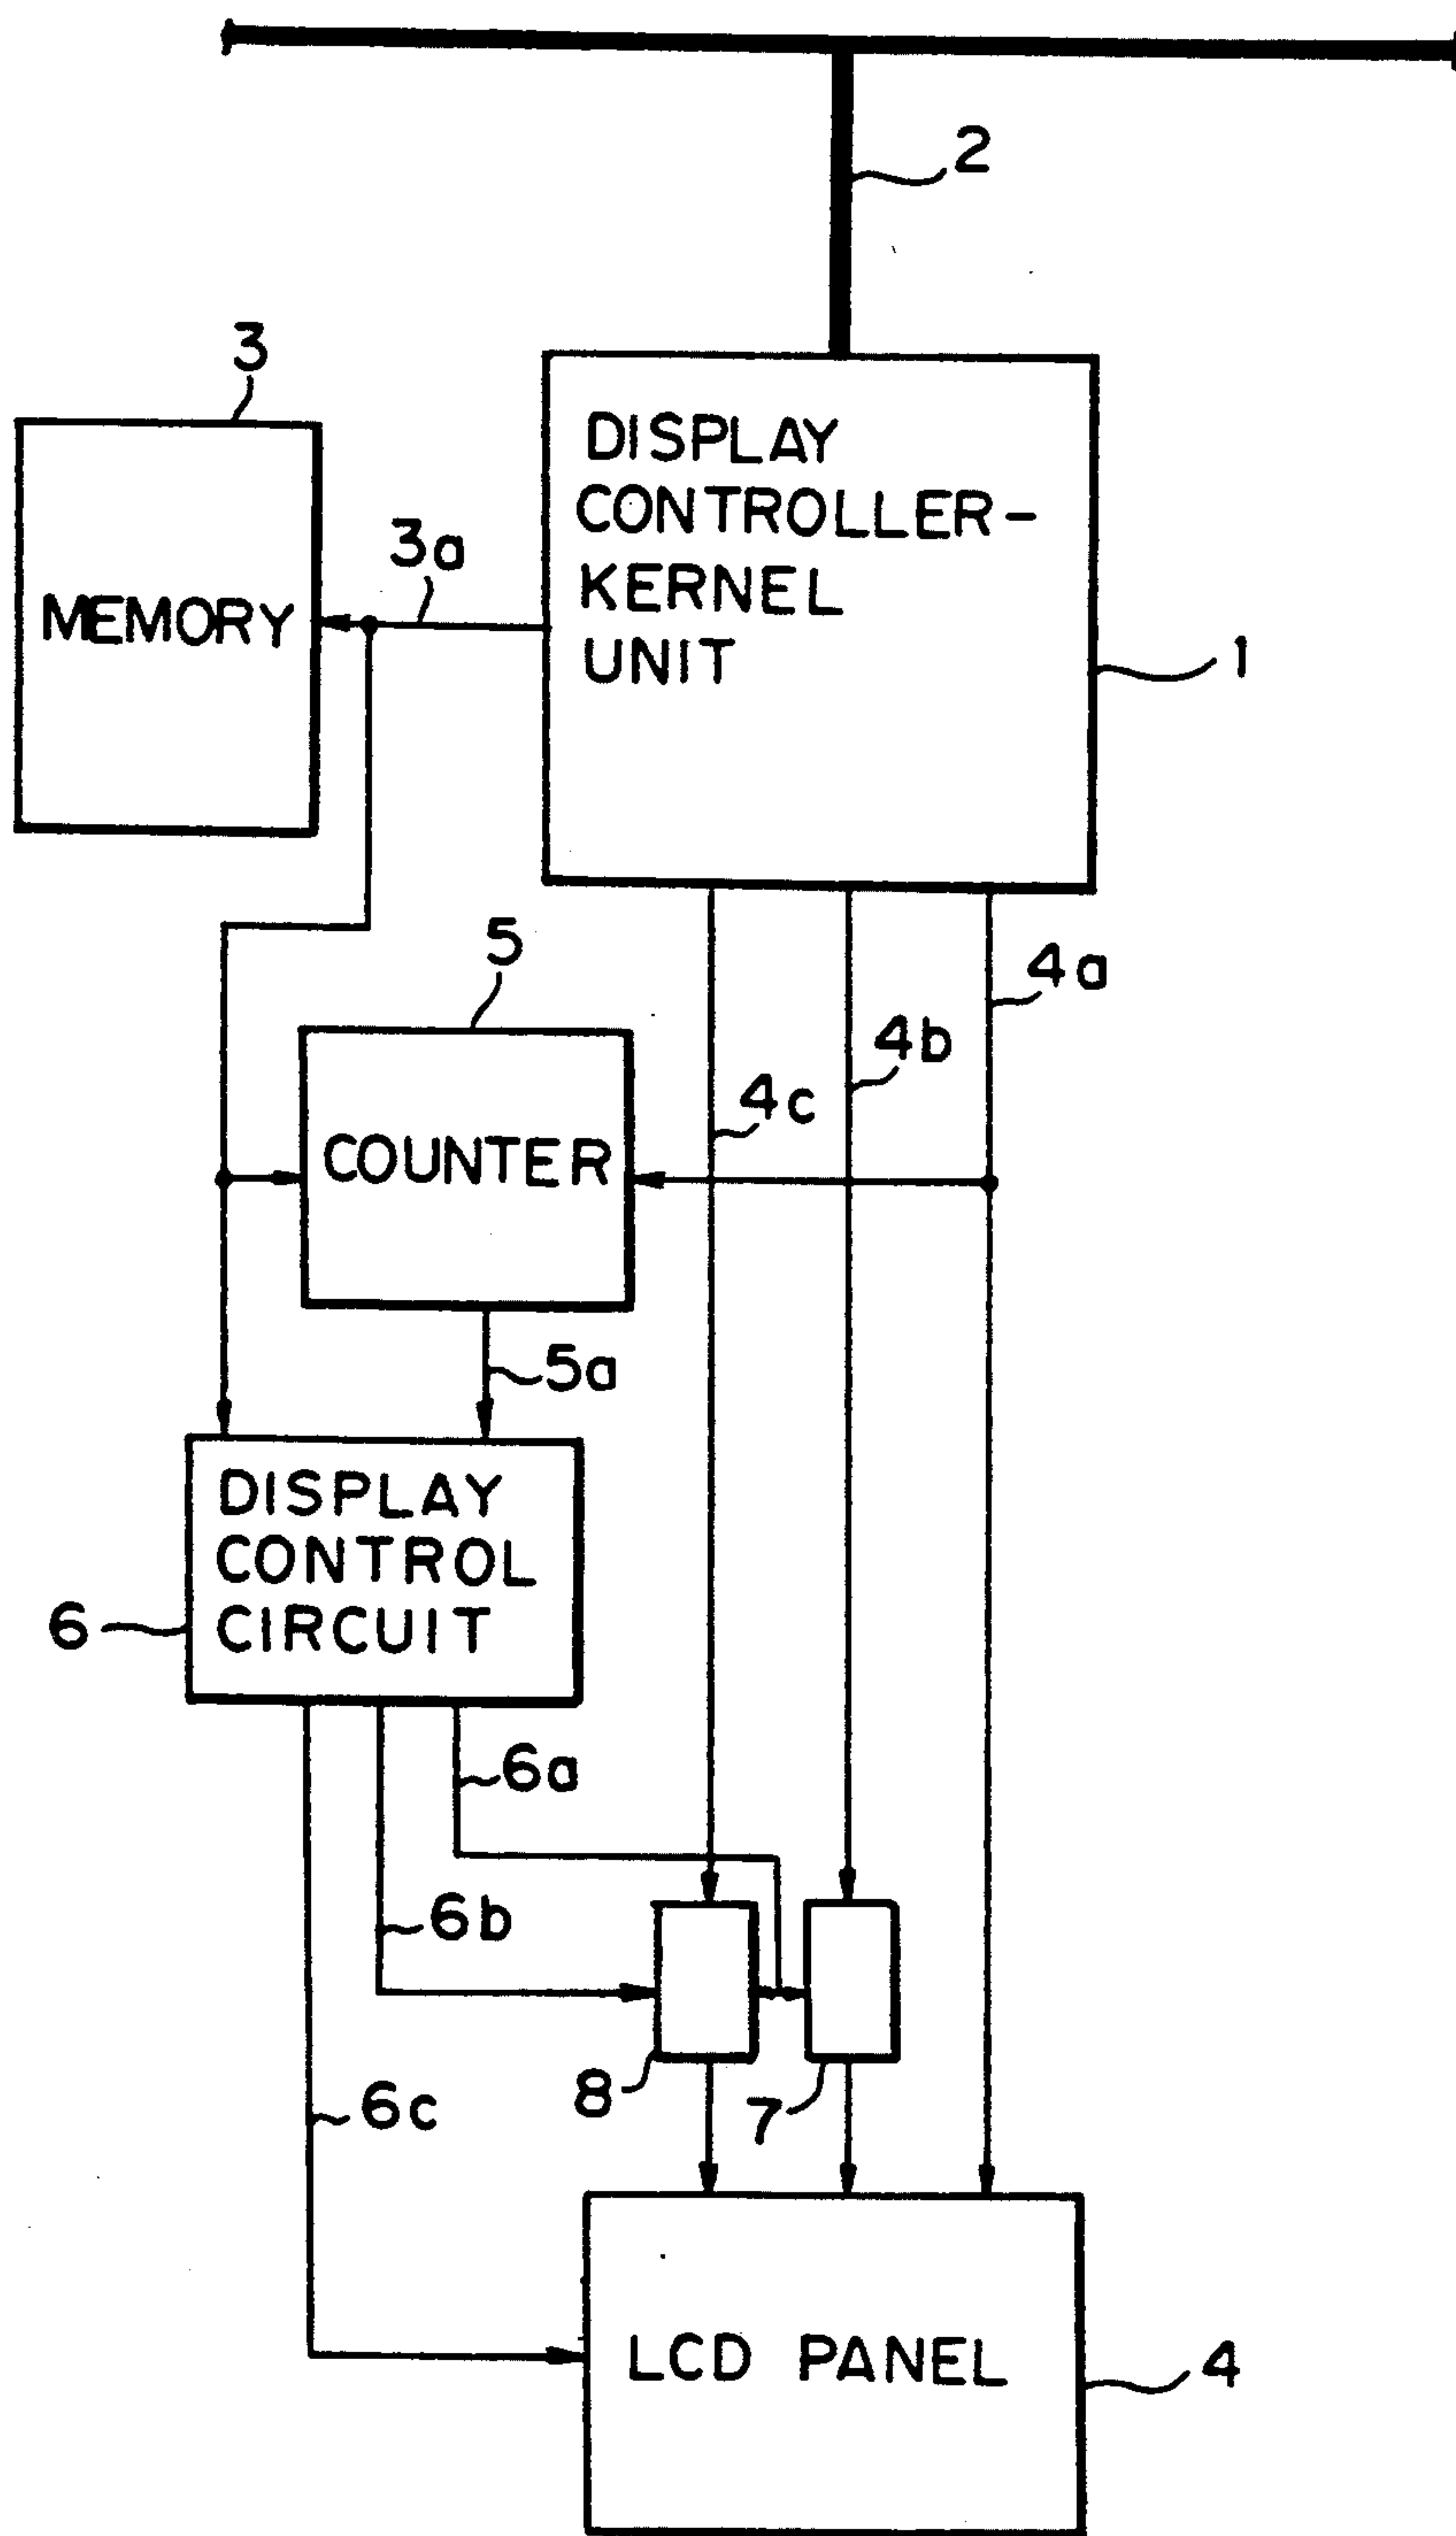 2
3
DISPLAY
CONTROLLER-
KERNEL
UNIT
3a
MEMORY
1
5
4a
4b
4c
COUNTER
5a
DISPLAY
CONTROL
CIRCUIT
6
6a
6b
8
7
6c
LCD PANEL
4